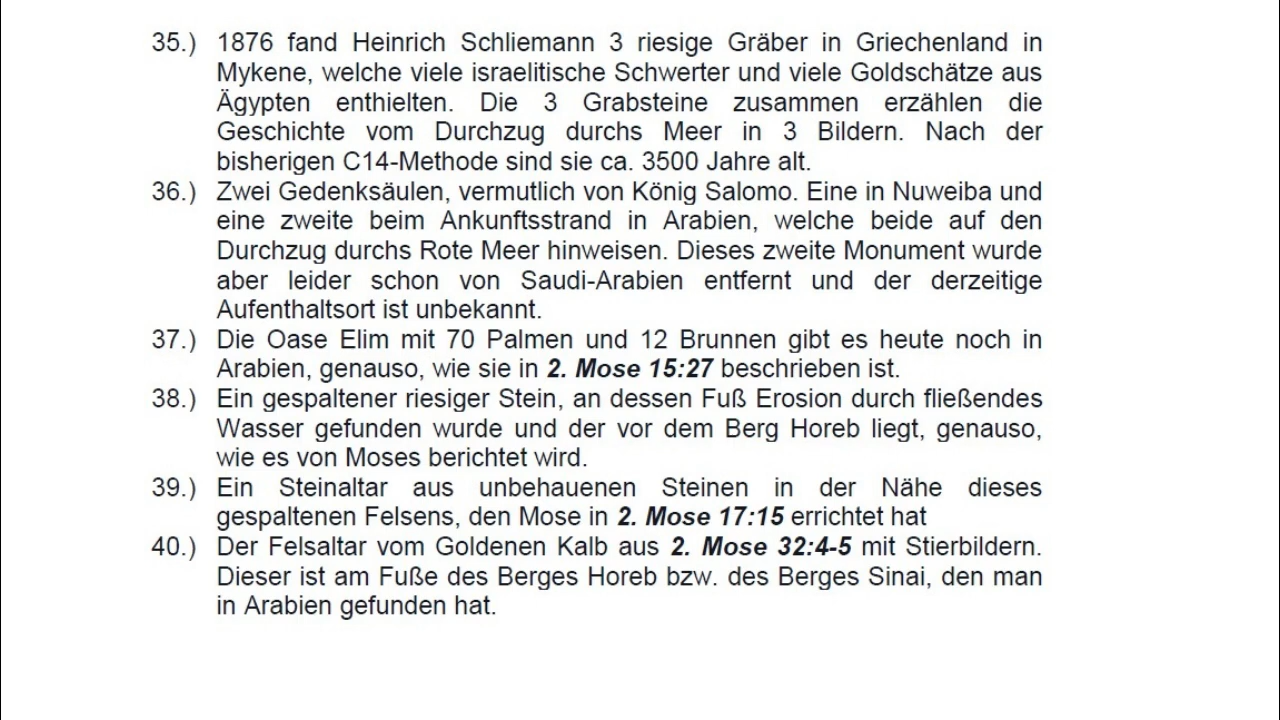 35.) 1876 fand Heinrich Schliemann 3 riesige Gräber in Griechenland in
Mykene, welche viele israelitische Schwerter und viele Goldschätze aus
Ägypten enthielten. Die 3 Grabsteine zusammen erzählen die
Geschichte vom Durchzug durchs Meer in 3 Bildern. Nach der
bisherigen C14-Methode sind sie ca. 3500 Jahre alt.
36.) Zwei Gedenksäulen, vermutlich von König Salomo. Eine in Nuweiba und
eine zweite beim Ankunftsstrand in Arabien, welche beide auf den
Durchzug durchs Rote Meer hinweisen. Dieses zweite Monument wurde
aber leider schon von Saudi-Arabien entfernt und der derzeitige
Aufenthaltsort ist unbekannt.
37.) Die Oase Elim mit 70 Palmen und 12 Brunnen gibt es heute noch in
Arabien, genauso, wie sie in 2. Mose 15:27 beschrieben ist.
38.) Ein gespaltener riesiger Stein, an dessen Fuß Erosion durch fließendes
Wasser gefunden wurde und der vor dem Berg Horeb liegt, genauso,
wie es von Moses berichtet wird.
39.) Ein Steinaltar aus unbehauenen Steinen in der Nähe dieses
gespaltenen Felsens, den Mose in 2. Mose 17:15 errichtet hat
40.) Der Felsaltar vom Goldenen Kalb aus 2. Mose 32:4-5 mit Stierbildern.
Dieser ist am Fuße des Berges Horeb bzw. des Berges Sinai, den man
in Arabien gefunden hat.